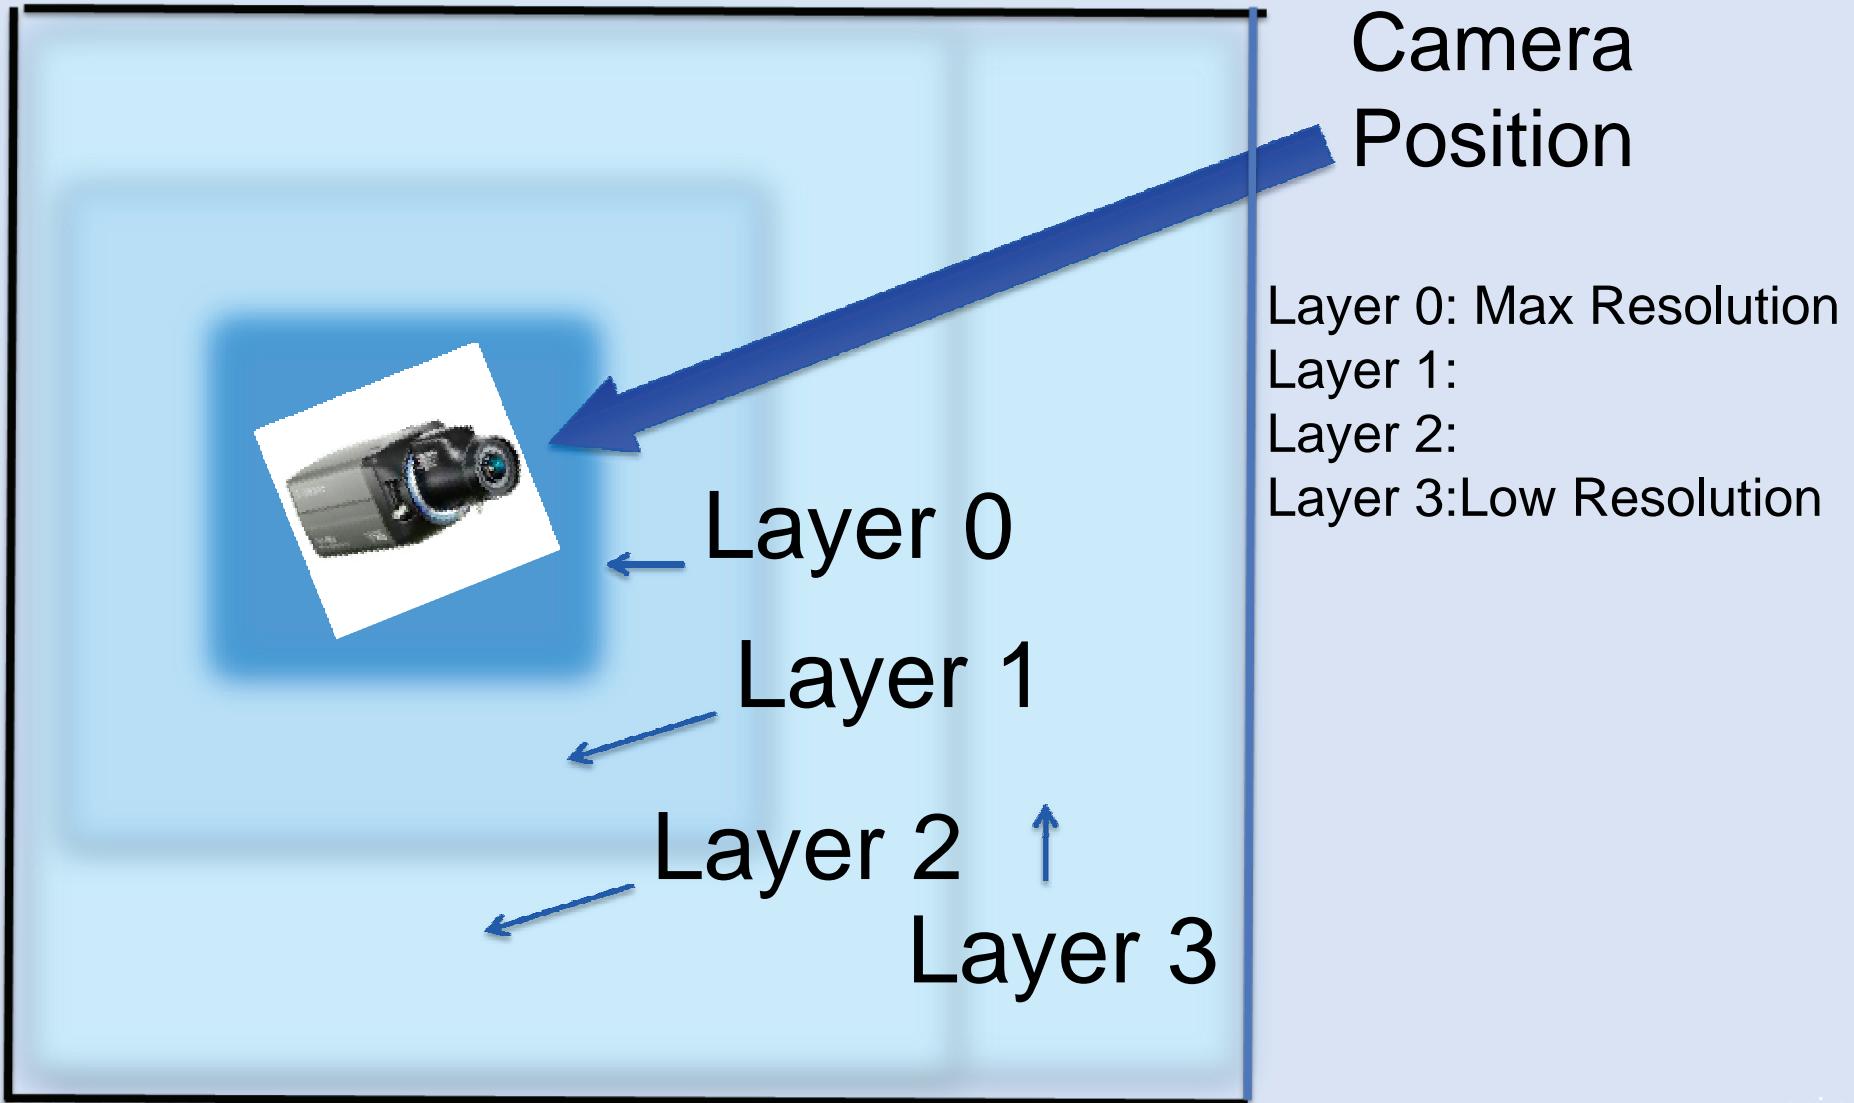 Camera
Position
Layer 0: Max Resolution
Layer 1:
Layer 2:
Layer 3:Low Resolution
Layer 0
Layer 1
Layer 2
Layer 3